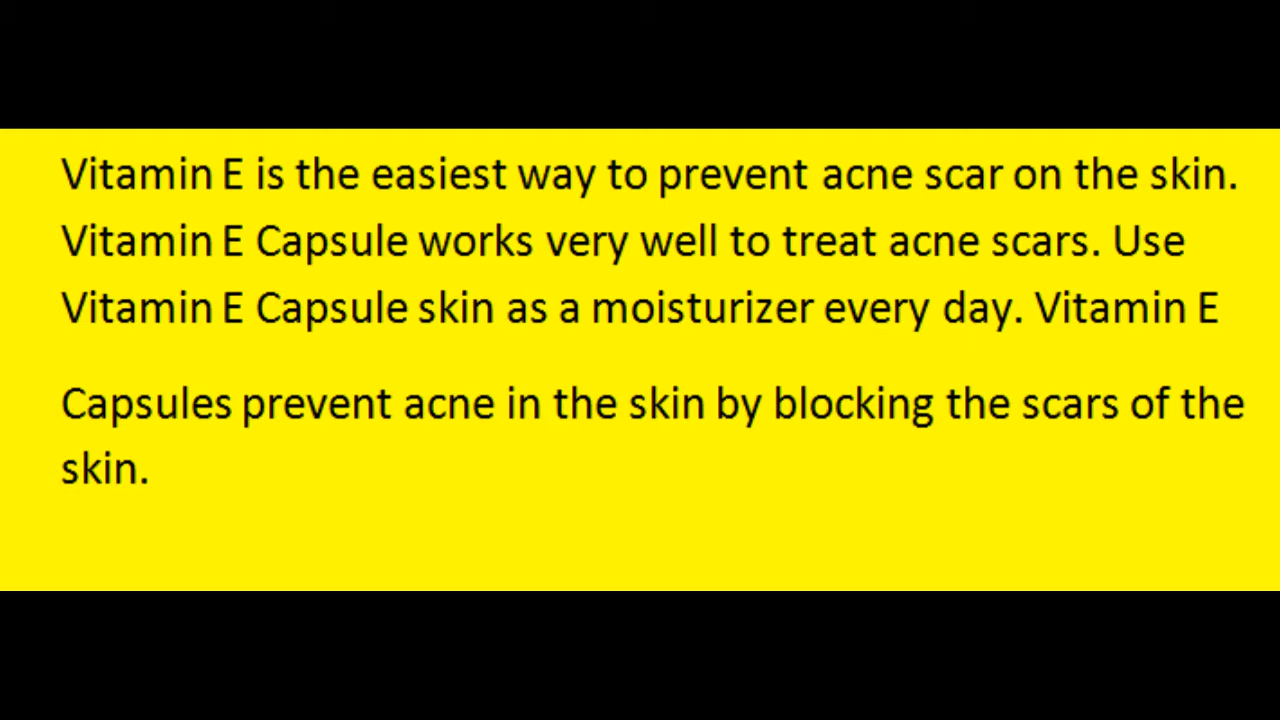 Vitamin E is the easiest way to prevent acne scar on the skin.
Vitamin E Capsule works very well to treat acne scars. Use
Vitamin E Capsule skin as a moisturizer every day. Vitamin E
Capsules prevent acne in the skin by blocking the scars of the
skin.